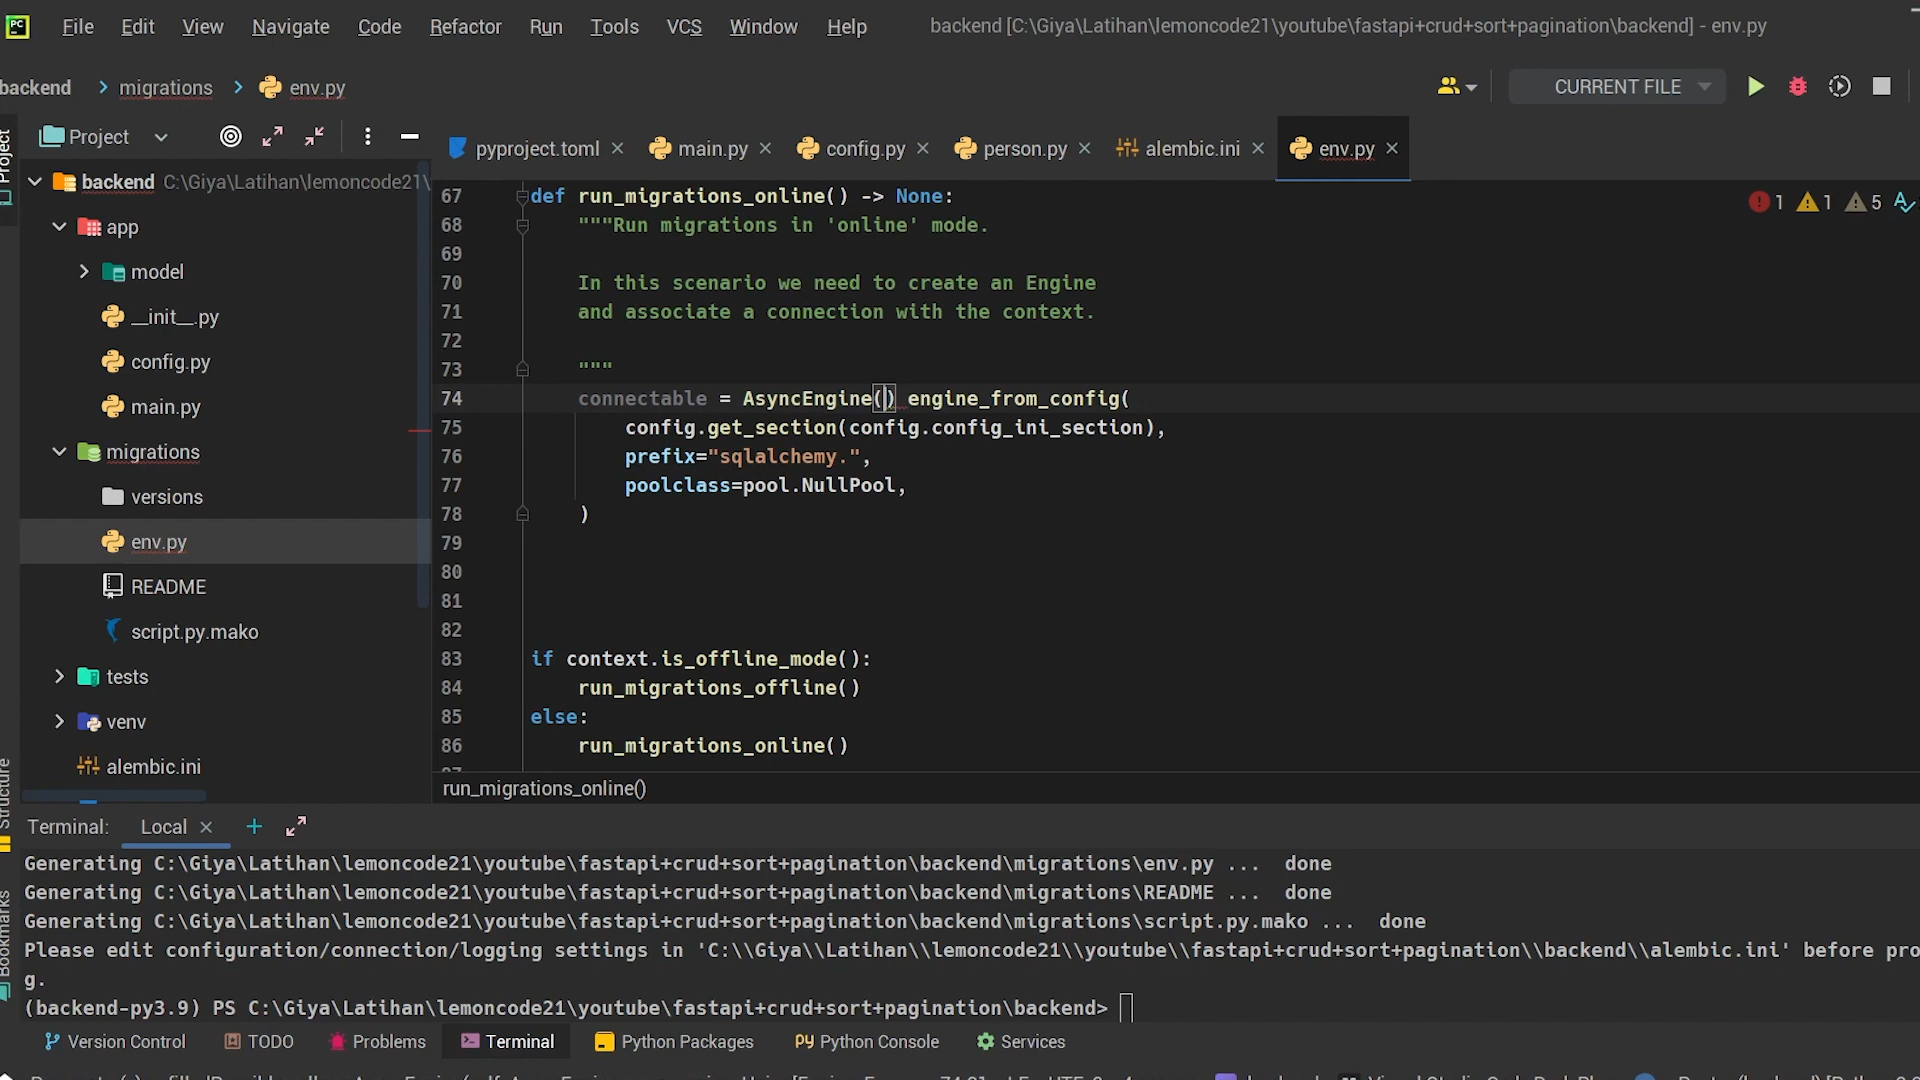 PC File Edit View Navigate Code Refactor Run Tools VCS Window Help backend [C:\Giya\Latihan\lemoncode21\youtube\fastapi+crud+sort+pagination\backend] - env.py
backend migrations env.py CURRENT FILE
Project
pyproject.toml main.py config.py person.py alembic.ini env.py
Project
backend C:\Giya\Latihan\lemoncode21\
app
model
__init__.py
config.py
main.py
migrations
versions
env.py
README
script.py.mako
tests
venv
alembic.ini
1 1 5
67 def run_migrations_online() -> None:
68 """Run migrations in 'online' mode.
69
70 In this scenario we need to create an Engine
71 and associate a connection with the context.
72
73 """
74 connectable = AsyncEngine() engine_from_config(
75 config.get_section(config.config_ini_section),
76 prefix="sqlalchemy.",
77 poolclass=pool.NullPool,
78 )
79
80
81
82
83 if context.is_offline_mode():
84 run_migrations_offline()
85 else:
86 run_migrations_online()
run_migrations_online()
Structure
Bookmarks
Terminal: Local
Generating C:\Giya\Latihan\lemoncode21\youtube\fastapi+crud+sort+pagination\backend\migrations\env.py ... done
Generating C:\Giya\Latihan\lemoncode21\youtube\fastapi+crud+sort+pagination\backend\migrations\README ... done
Generating C:\Giya\Latihan\lemoncode21\youtube\fastapi+crud+sort+pagination\backend\migrations\script.py.mako ... done
Please edit configuration/connection/logging settings in 'C:\\Giya\\Latihan\\lemoncode21\\youtube\\fastapi+crud+sort+pagination\\backend\\alembic.ini' before pro
g.
(backend-py3.9) PS C:\Giya\Latihan\lemoncode21\youtube\fastapi+crud+sort+pagination\backend>
Version Control TODO Problems Terminal Python Packages Python Console Services